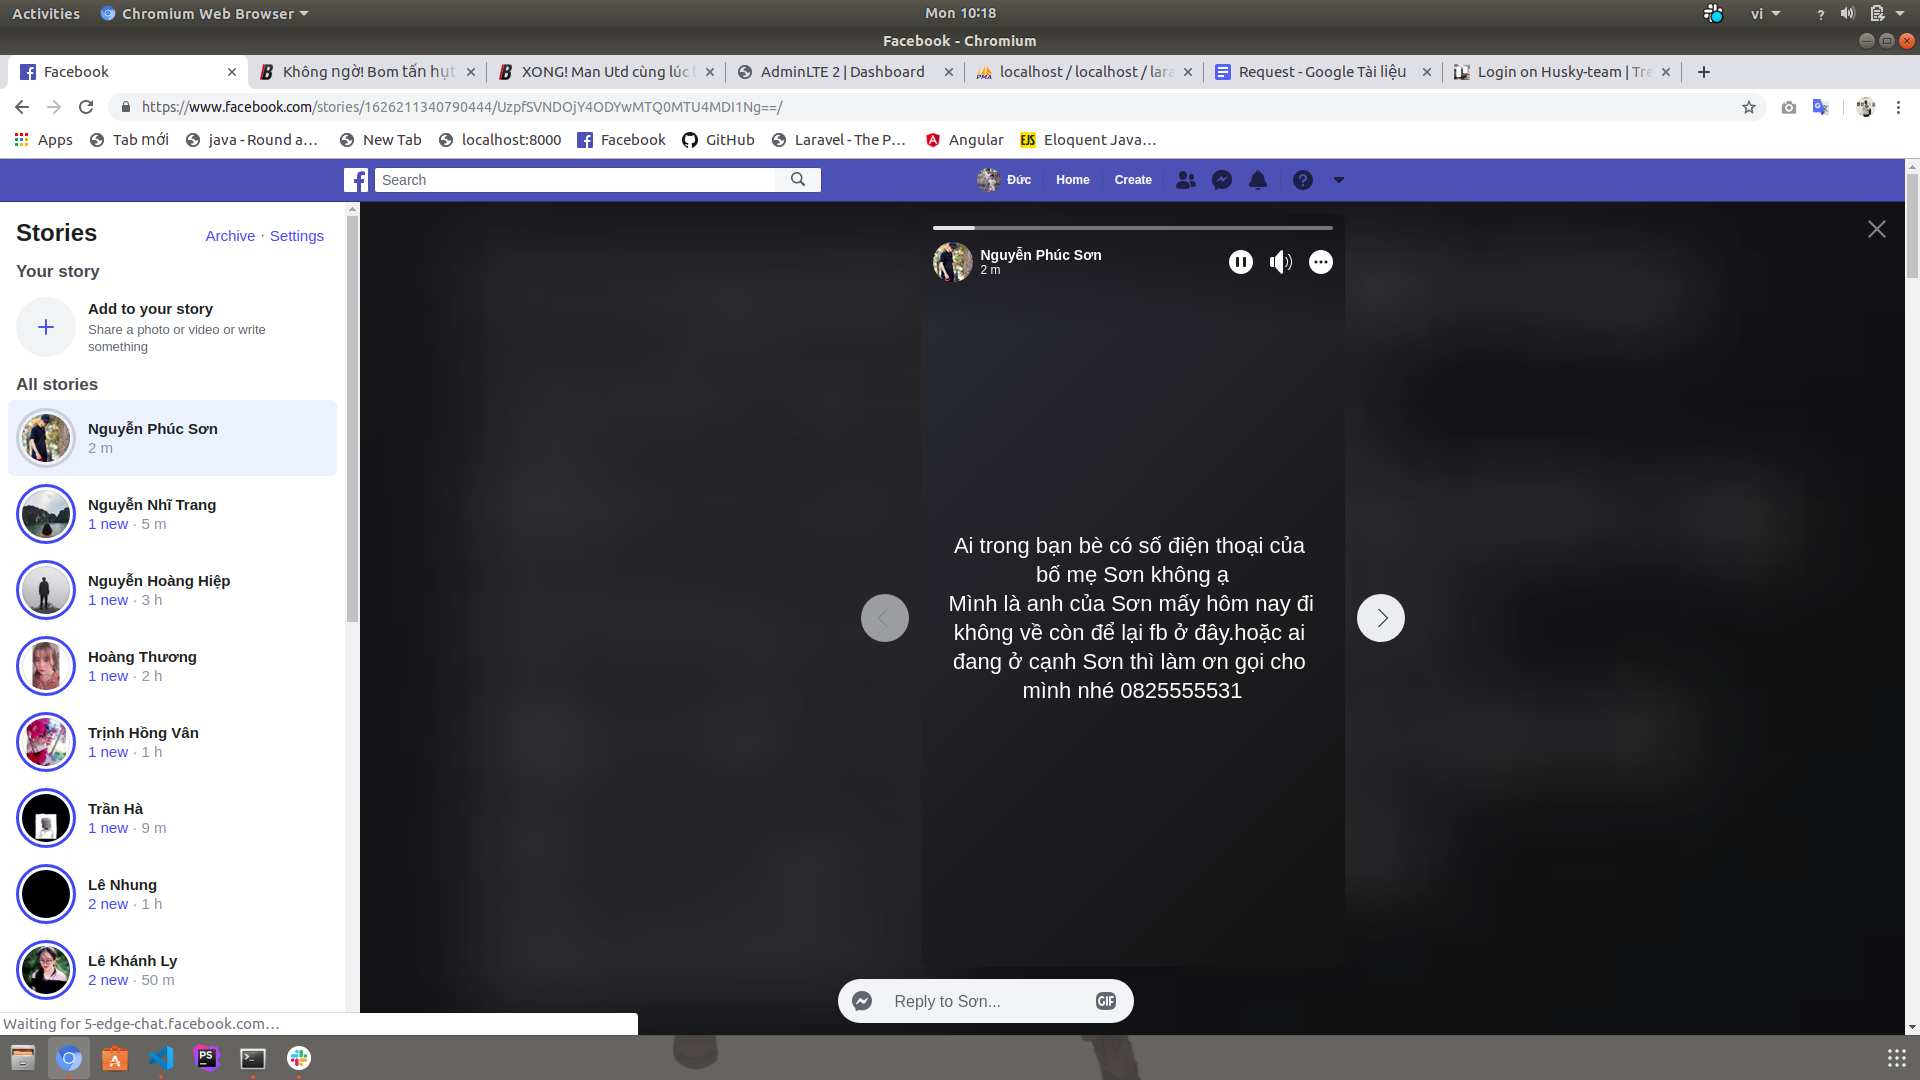 Activities
Chromium Web Browser
Mon 10:18
vi
Facebook - Chromium
Facebook
Không ngờ! Bom tấn hụt
XONG! Man Utd cùng lúc
AdminLTE 2 | Dashboard
localhost / localhost / lara
Request - Google Tài liệu
Login on Husky-team | Tre
https://www.facebook.com/stories/1626211340790444/UzpfSVNDOjY4ODYwMTQ0MTU4MDI1Ng==/
Apps
Tab mới
java - Round a…
New Tab
localhost:8000
Facebook
GitHub
Laravel - The P…
Angular
EJS
Eloquent Java…
Search
Đức
Home
Create
Stories
Archive · Settings
Your story
Add to your story
Share a photo or video or write
something
All stories
Nguyễn Phúc Sơn
2 m
Nguyễn Nhĩ Trang
1 new · 5 m
Nguyễn Hoàng Hiệp
1 new · 3 h
Hoàng Thương
1 new · 2 h
Trịnh Hồng Vân
1 new · 1 h
Trần Hà
1 new · 9 m
Lê Nhung
2 new · 1 h
Lê Khánh Ly
2 new · 50 m
Nguyễn Phúc Sơn
2 m
Ai trong bạn bè có số điện thoại của
bố mẹ Sơn không ạ
Mình là anh của Sơn mấy hôm nay đi
không về còn để lại fb ở đây.hoặc ai
đang ở cạnh Sơn thì làm ơn gọi cho
mình nhé 0825555531
Reply to Sơn...
GIF
Waiting for 5-edge-chat.facebook.com…
PS